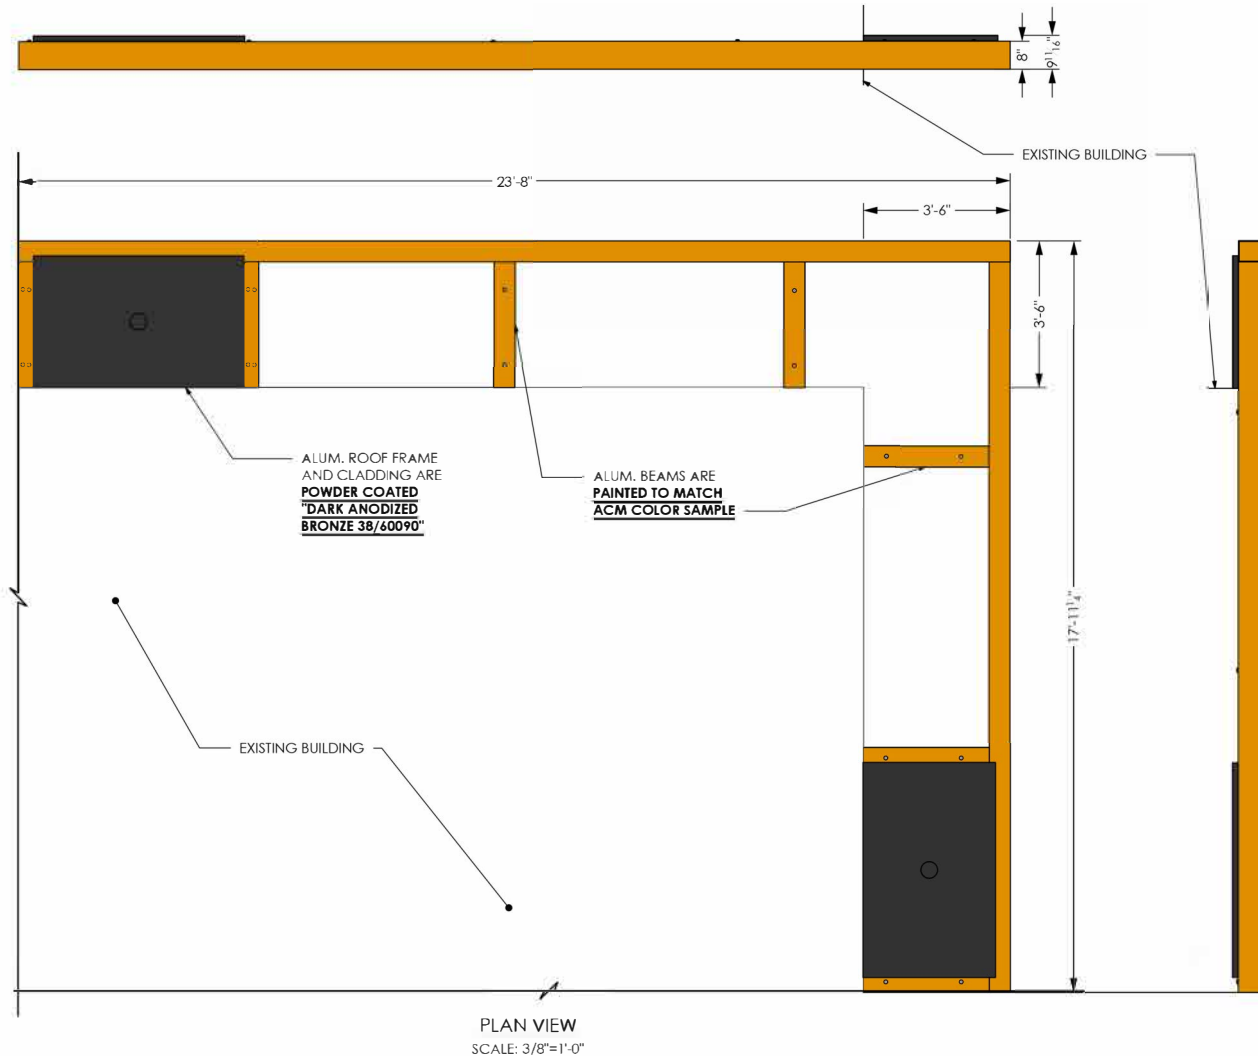 8"
9 11/16"
EXISTING BUILDING
23'-8"
3'-6"
3'-6"
ALUM. ROOF FRAME
AND CLADDING ARE
POWDER COATED
"DARK ANODIZED
BRONZE 38/60090"
ALUM. BEAMS ARE
PAINTED TO MATCH
ACM COLOR SAMPLE
17'-11 1/4"
EXISTING BUILDING
PLAN VIEW
SCALE: 3/8"=1'-0"